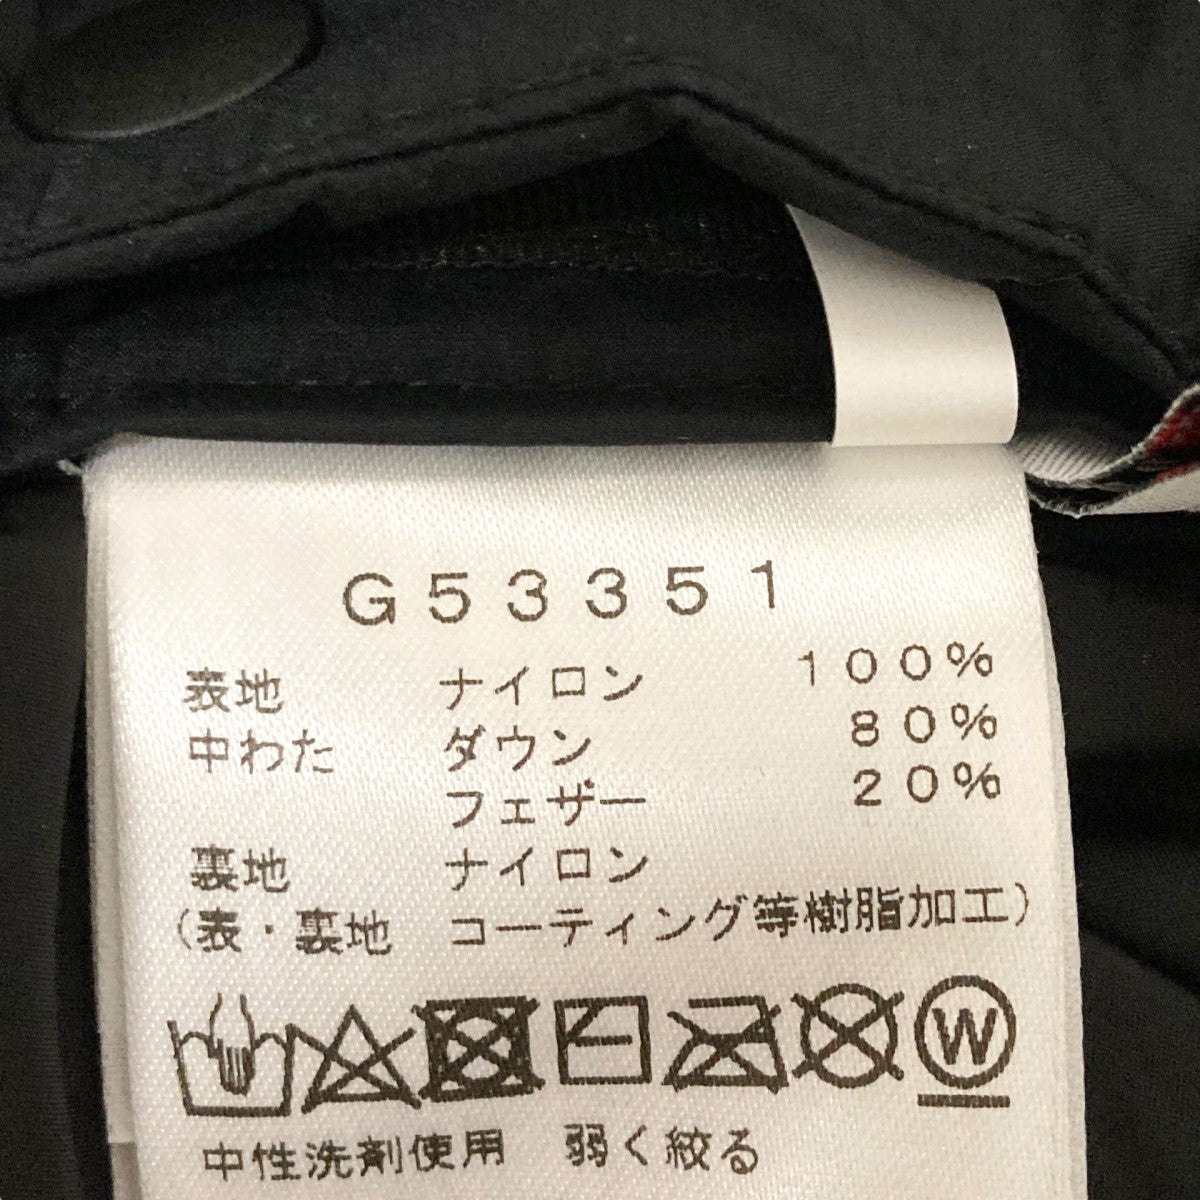 G53351
表地 ナイロン 100%
中わた ダウン 80%
フェザー 20%
裏地 ナイロン
(表・裏地 コーティング等樹脂加工)
W
中性洗剤使用 弱く絞る